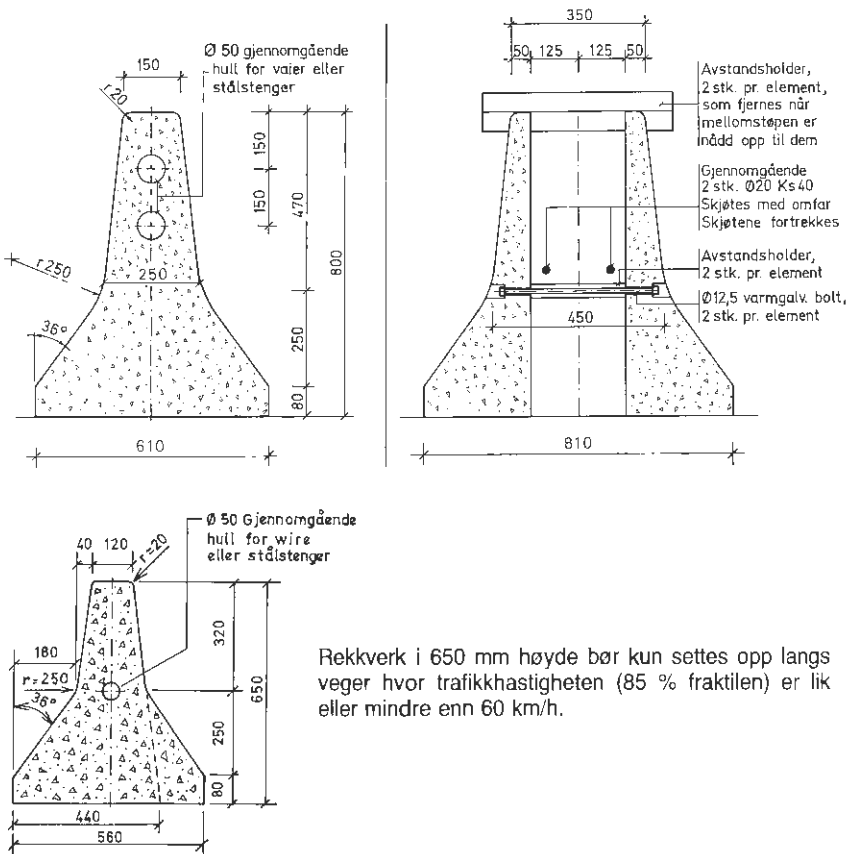 150
Ø 50 gjennomgående
hull for vaier eller
stålstenger
r20
150
150
470
800
r250
250
36°
250
80
610
350
50 125 125 50
Avstandsholder,
2 stk. pr. element,
som fjernes når
mellomstøpen er
nådd opp til dem
Gjennomgående
2 stk. Ø20 Ks40
Skjøtes med omfar
Skjøtene fortrekkes
Avstandsholder,
2 stk. pr. element
Ø12,5 varmgalv. bolt,
2 stk. pr. element
450
810
Ø 50 Gjennomgående
hull for wire
eller stålstenger
40 120
r=20
180
r=250
36°
320
650
250
80
440
560
Rekkverk i 650 mm høyde bør kun settes opp langs
veger hvor trafikkhastigheten (85 % fraktilen) er lik
eller mindre enn 60 km/h.